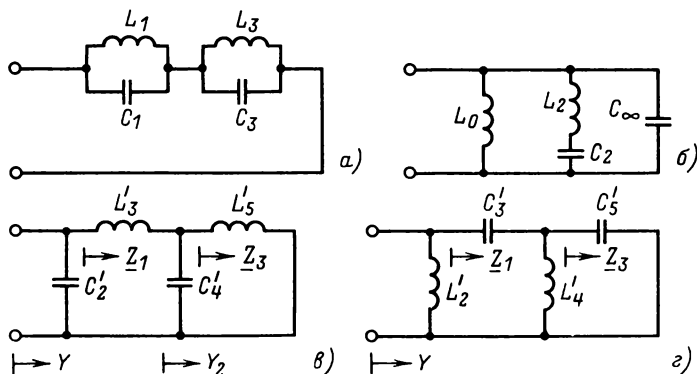 L₁ L₃
C₁ C₃
а)
L₀ L₂ C₂ C∞
б)
L′₃ L′₅
C′₂ Z₁ C′₄ Z₃
Y Y₂
в)
C′₃ C′₅
L′₂ Z₁ L′₄ Z₃
Y
г)